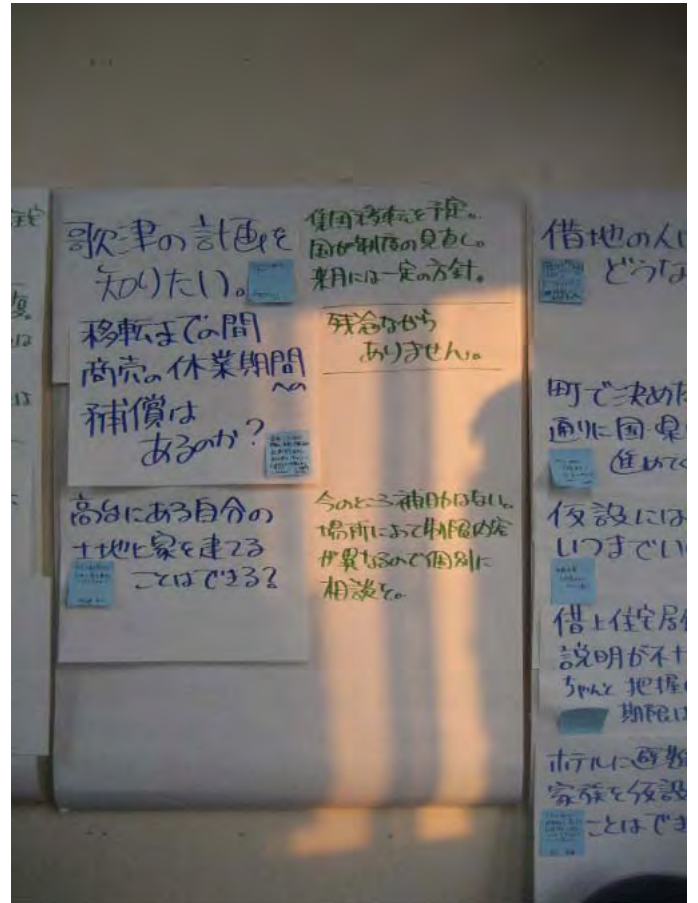 歌津の計画を
知りたい。
集団移転を予定。
国が制度の見直し。
来月には一定の方針。
移転までの間
商売の休業期間
への
補償は
あるのか?
残念ながら
ありません。
高台にある自分の
土地に家を建てる
ことはできる?
今のところ補助はない。
場所によって制限内容
が異なるので個別に
相談を。
借地の人は
どうな
町で決めた
通りに国・県
進めてく
仮設には
いつまでい
借上住宅居住
説明が不十
ちゃんと把握
期限は
ホテルに避難
家族を仮設
ことはでき